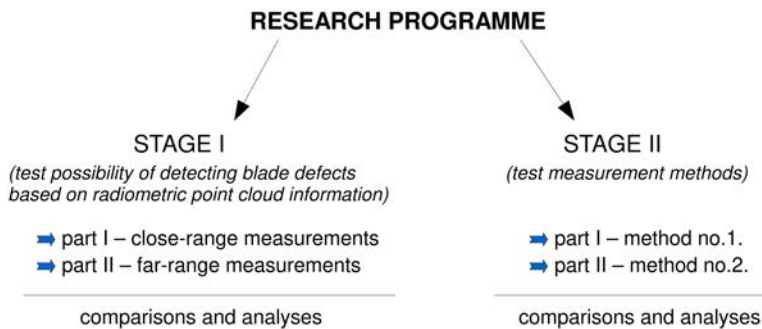 RESEARCH PROGRAMME
STAGE I
(test possibility of detecting blade defects
based on radiometric point cloud information)
part I – close-range measurements
part II – far-range measurements
comparisons and analyses
STAGE II
(test measurement methods)
part I – method no.1.
part II – method no.2.
comparisons and analyses